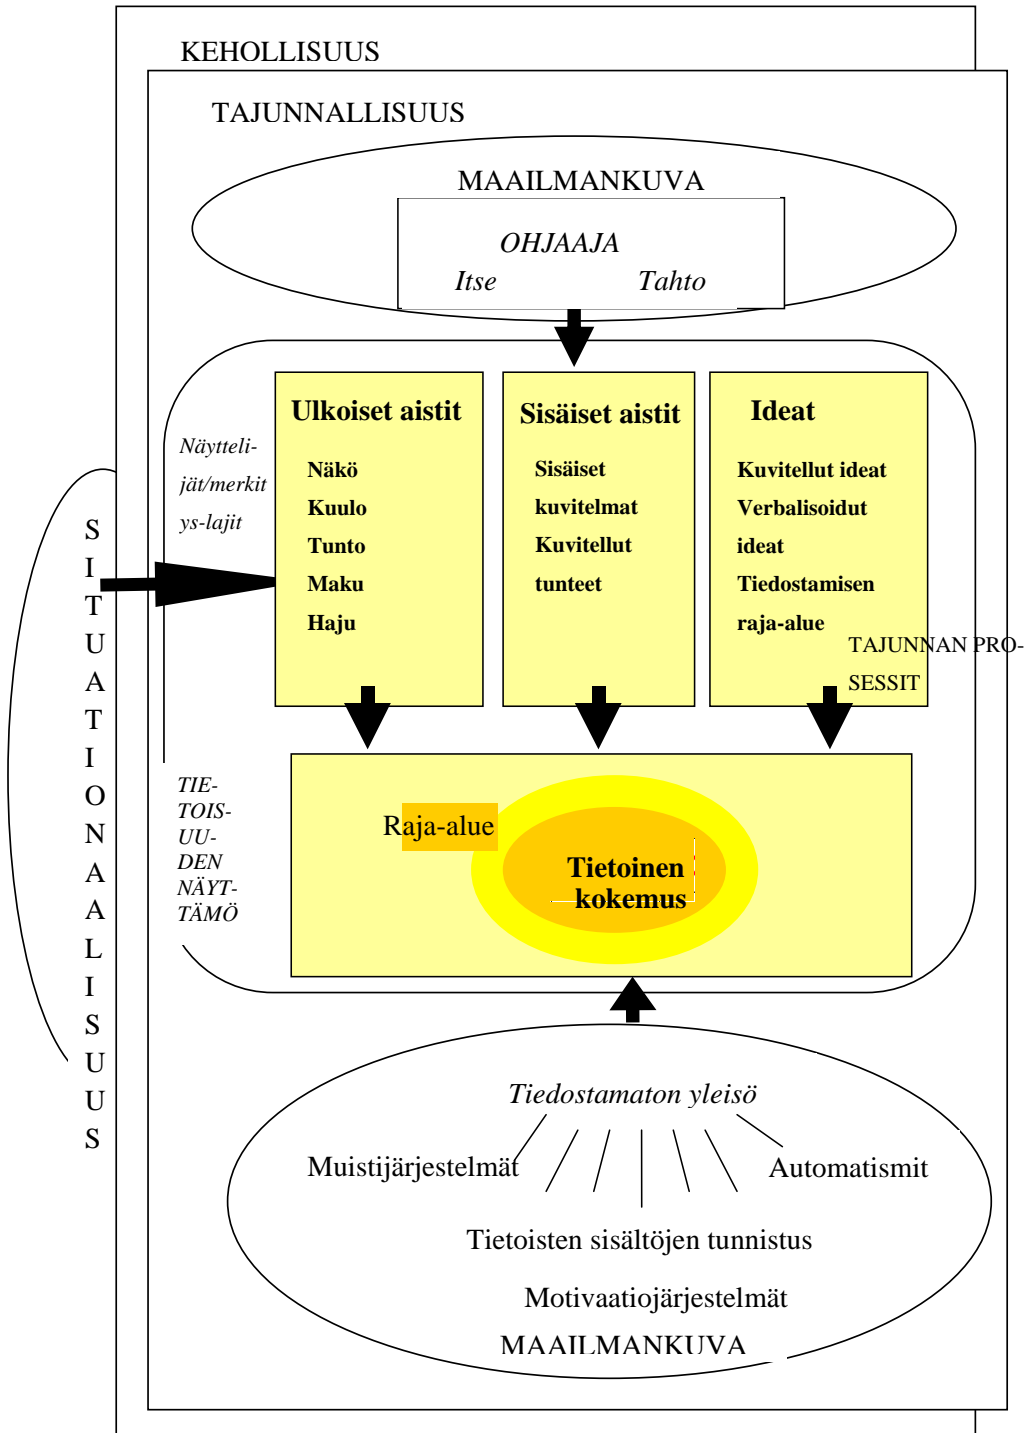 KEHOLLISUUS
TAJUNNALLISUUS
MAAILMANKUVA
OHJAAJA
Itse Tahto
Ulkoiset aistit
Näkö
Kuulo
Tunto
Maku
Haju
Sisäiset aistit
Sisäiset
kuvitelmat
Kuvitellut
tunteet
Ideat
Kuvitellut ideat
Verbalisoidut
ideat
Tiedostamisen
raja-alue
Näytteli-
jät/merkit
ys-lajit
SITUATIONAALISUUS
TAJUNNAN PRO-
SESSIT
TIE-
TOIS-
UU-
DEN
NÄYT-
TÄMÖ
Raja-alue
Tietoinen
kokemus
Tiedostamaton yleisö
Muistijärjestelmät
Automatismit
Tietoisten sisältöjen tunnistus
Motivaatiojärjestelmät
MAAILMANKUVA